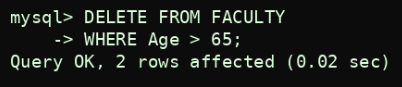 mysql> DELETE FROM FACULTY
    -> WHERE Age > 65;
Query OK, 2 rows affected (0.02 sec)